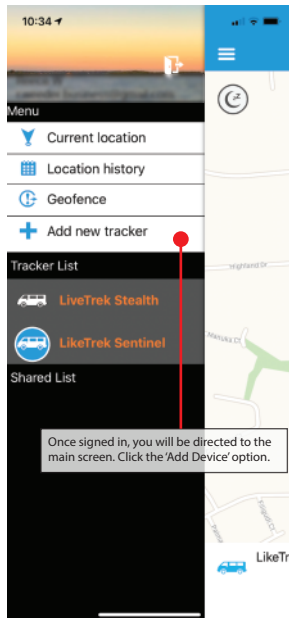 10:34
Menu
Current location
Location history
Geofence
Add new tracker
Tracker List
LiveTrek Stealth
LikeTrek Sentinel
Shared List
Highland Dr
Manuka Ct
Once signed in, you will be directed to the
main screen. Click the 'Add Device' option.
LikeTr